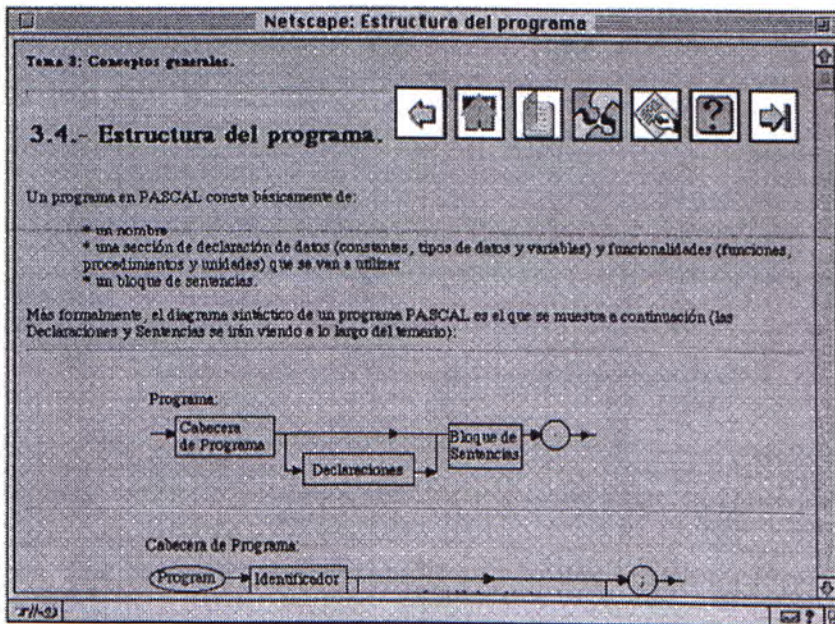 Netscape: Estructura del programa
Tema 3: Conceptos generales.
3.4.- Estructura del programa.
?
Un programa en PASCAL consta básicamente de:
* un nombre
* una sección de declaración de datos (constantes, tipos de datos y variables) y funcionalidades (funciones,
procedimientos y unidades) que se van a utilizar
* un bloque de sentencias.
Más formalmente, el diagrama sintáctico de un programa PASCAL es el que se muestra a continuación (las
Declaraciones y Sentencias se irán viendo a lo largo del temario):
Programa:
Cabecera
de Programa
Declaraciones
Bloque de
Sentencias
.
Cabecera de Programa:
Program
Identificador
;
?